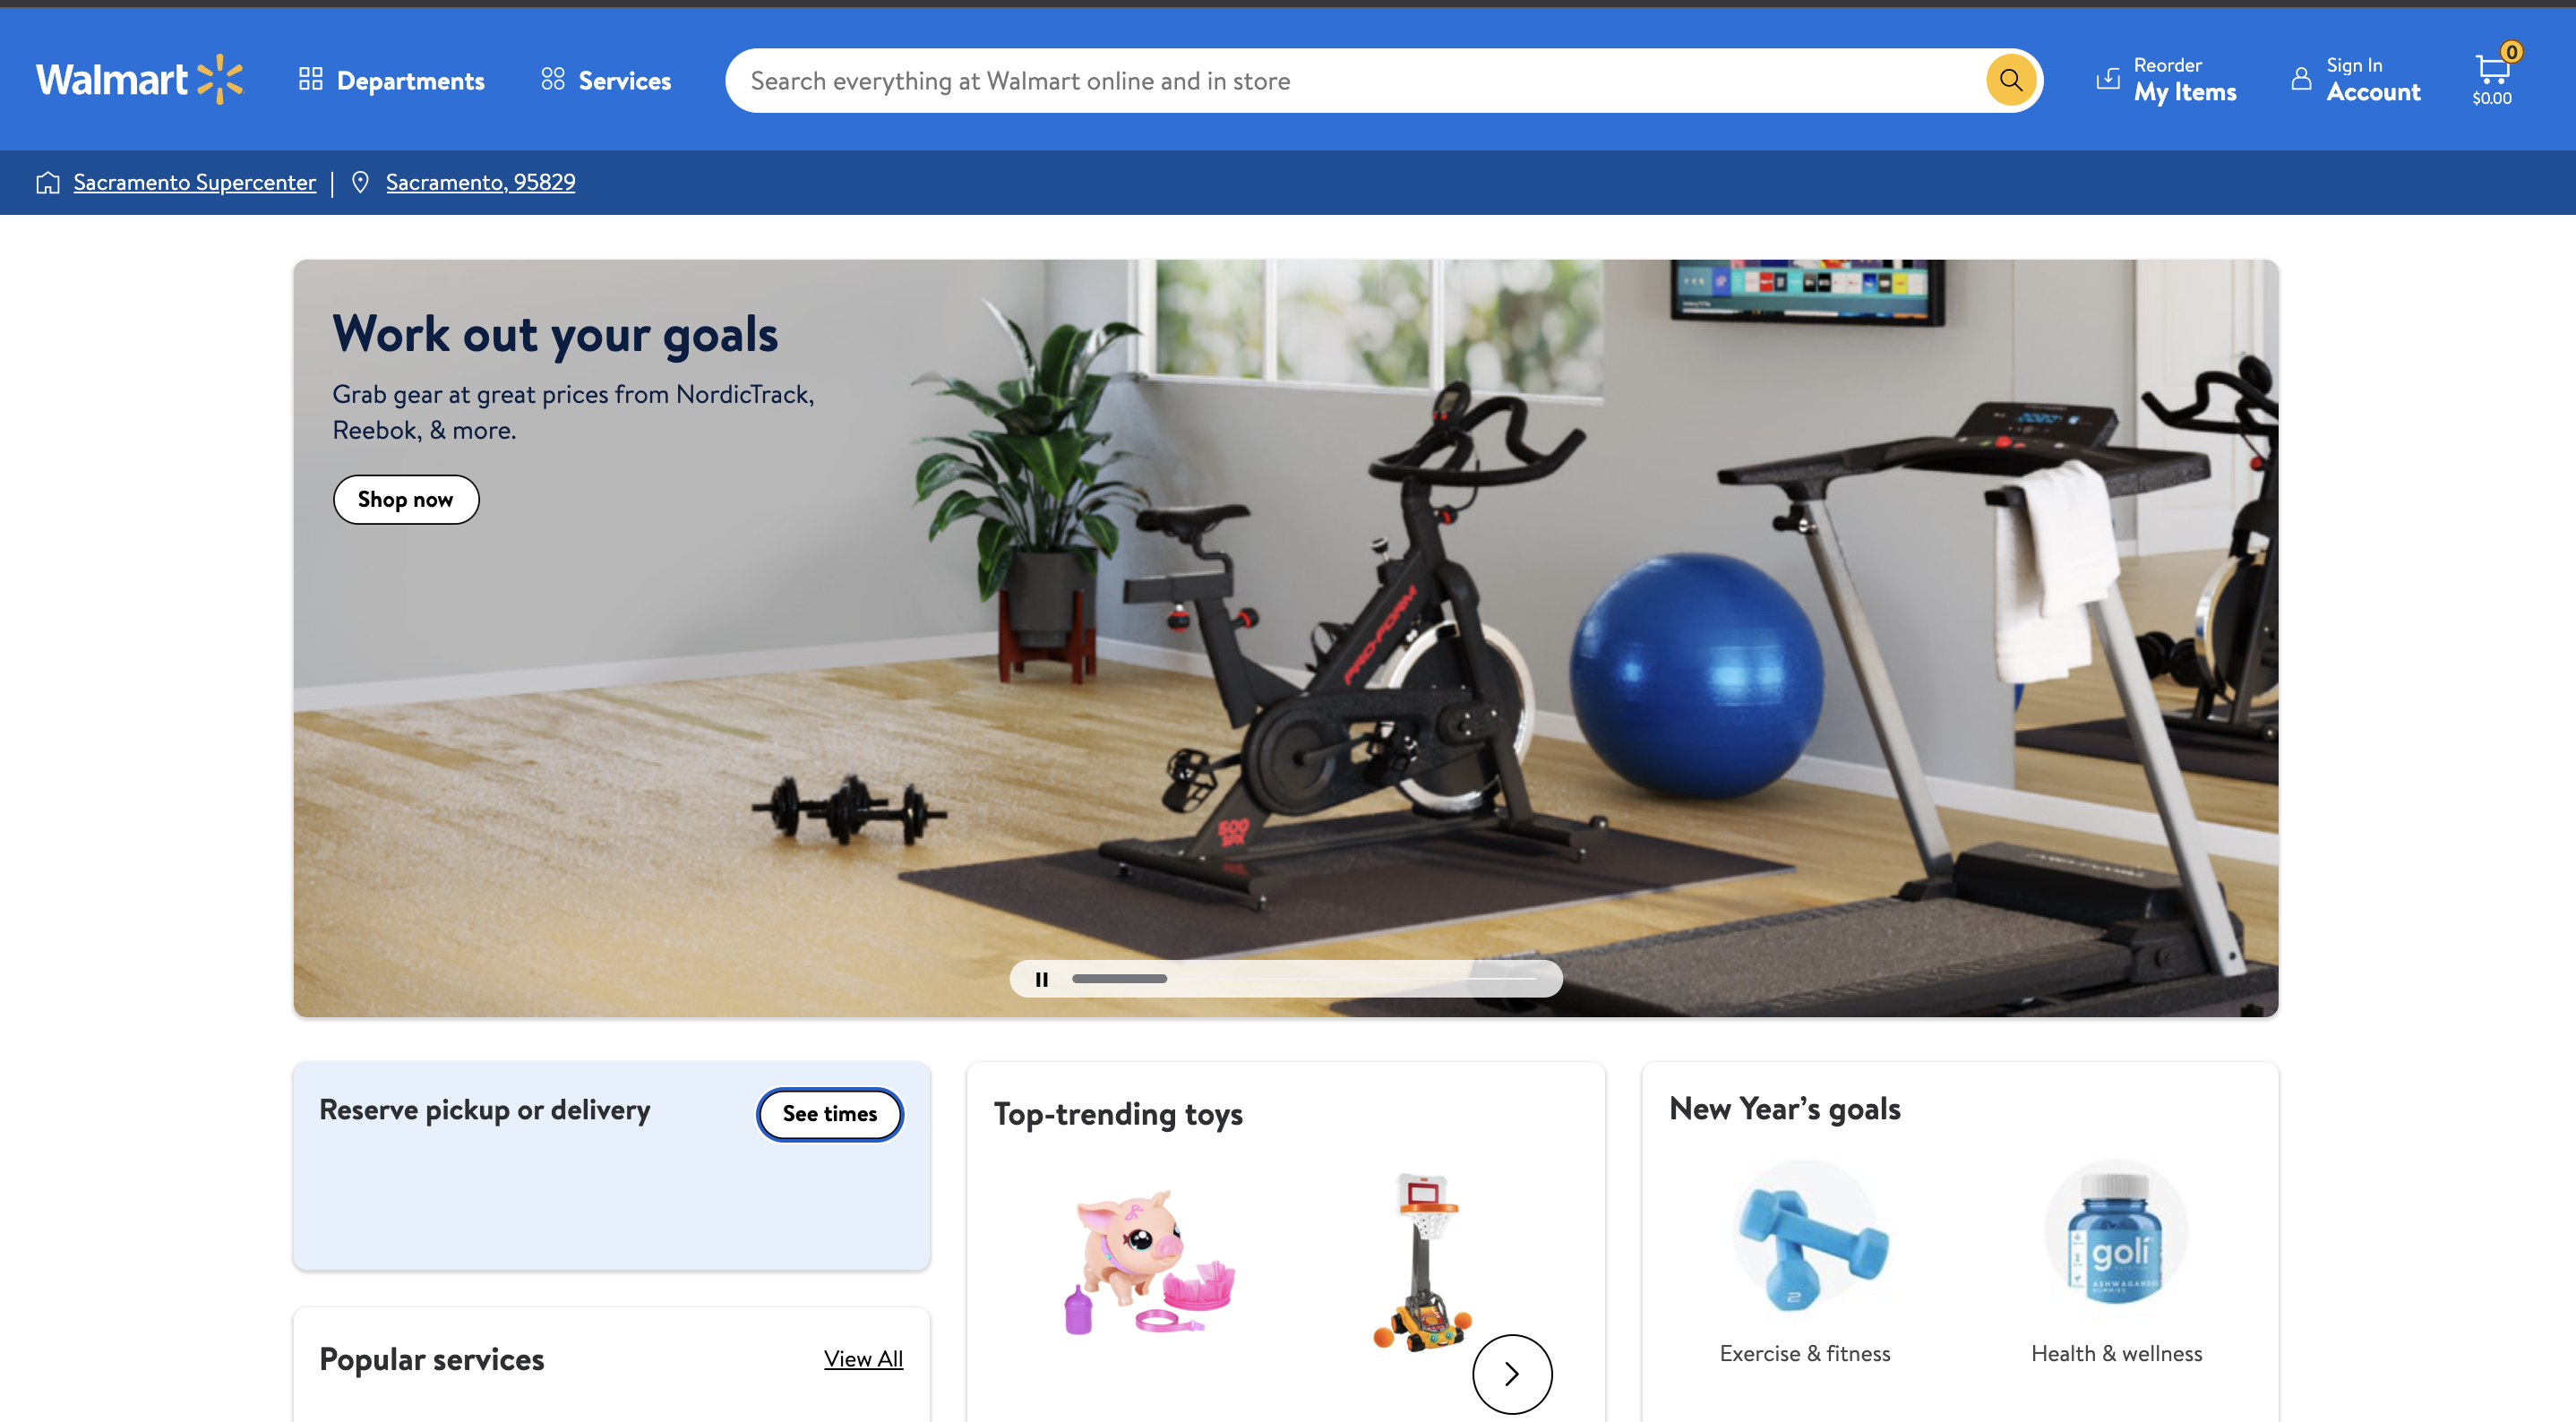 Walmart
Departments
Services
Search everything at Walmart online and in store
Reorder
My Items
Sign In
Account
0
$0.00
Sacramento Supercenter
Sacramento, 95829
Work out your goals
Grab gear at great prices from NordicTrack,
Reebok, & more.
Shop now
PRO-FORM
500
SPX
Reserve pickup or delivery
See times
Top-trending toys
New Year’s goals
2
goli
ASHWAGANDHA
Exercise & fitness
Health & wellness
Popular services
View All